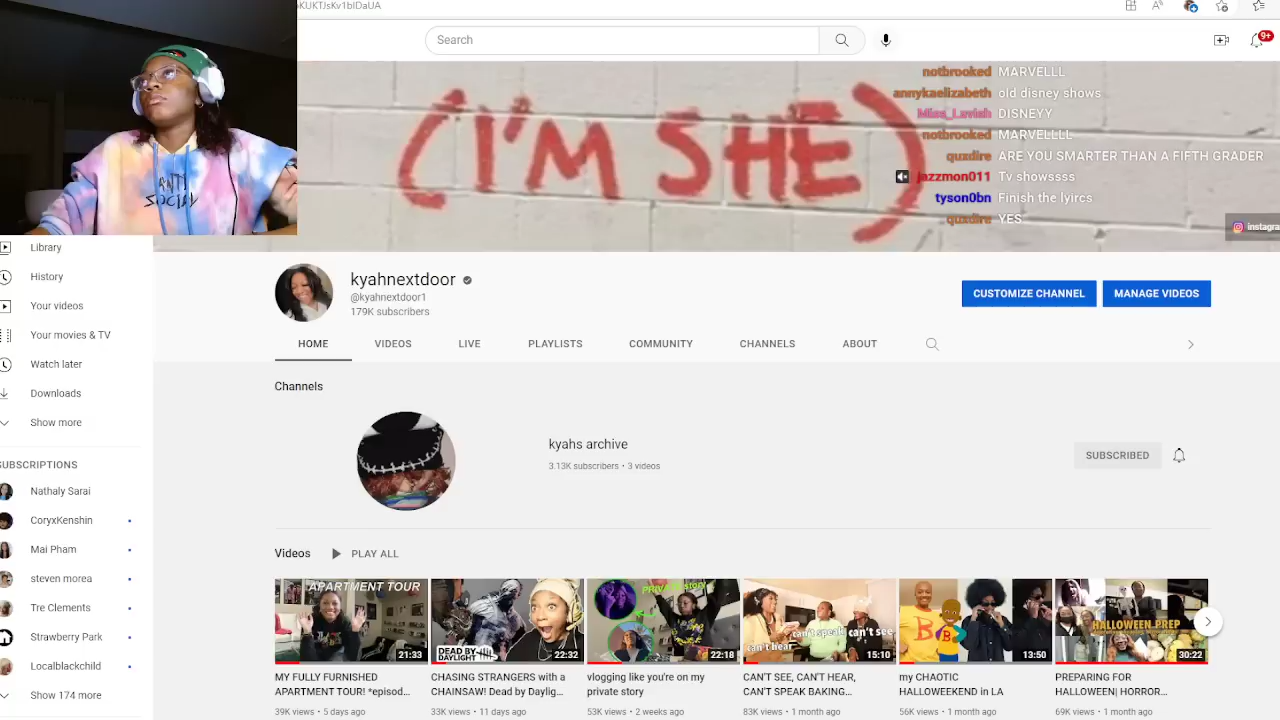 oKUKTJsKv1bIDaUA
9+
Search
(I'M SHE)
notbrooked MARVELLL
annykaelizabeth old disney shows
Miss_Lavish DISNEYY
notbrooked MARVELLLL
quxdire ARE YOU SMARTER THAN A FIFTH GRADER
jazzmon011 Tv showssss
tyson0bn Finish the lyircs
quxdire YES
instagra
ANTI
SOCIAL
Library
History
Your videos
Your movies & TV
Watch later
Downloads
Show more
SUBSCRIPTIONS
Nathaly Sarai
CoryxKenshin
Mai Pham
steven morea
Tre Clements
Strawberry Park
Localblackchild
Show 174 more
kyahnextdoor
@kyahnextdoor1
179K subscribers
CUSTOMIZE CHANNEL
MANAGE VIDEOS
HOME VIDEOS LIVE PLAYLISTS COMMUNITY CHANNELS ABOUT
Channels
kyahs archive
3.13K subscribers • 3 videos
SUBSCRIBED
Videos PLAY ALL
APARTMENT TOUR
21:33
MY FULLY FURNISHED
APARTMENT TOUR! *episod...
39K views • 5 days ago
DEAD BY
DAYLIGHT
22:32
CHASING STRANGERS with a
CHAINSAW! Dead by Daylig...
33K views • 11 days ago
PRIVATE STORY
22:18
vlogging like you're on my
private story
53K views • 2 weeks ago
can't hear
can't speak
can't see
15:10
CAN'T SEE, CAN'T HEAR,
CAN'T SPEAK BAKING...
83K views • 1 month ago
13:50
my CHAOTIC
HALLOWEEKEND in LA
56K views • 1 month ago
HALLOWEEN PREP
30:22
PREPARING FOR
HALLOWEEN| HORROR...
69K views • 1 month ago